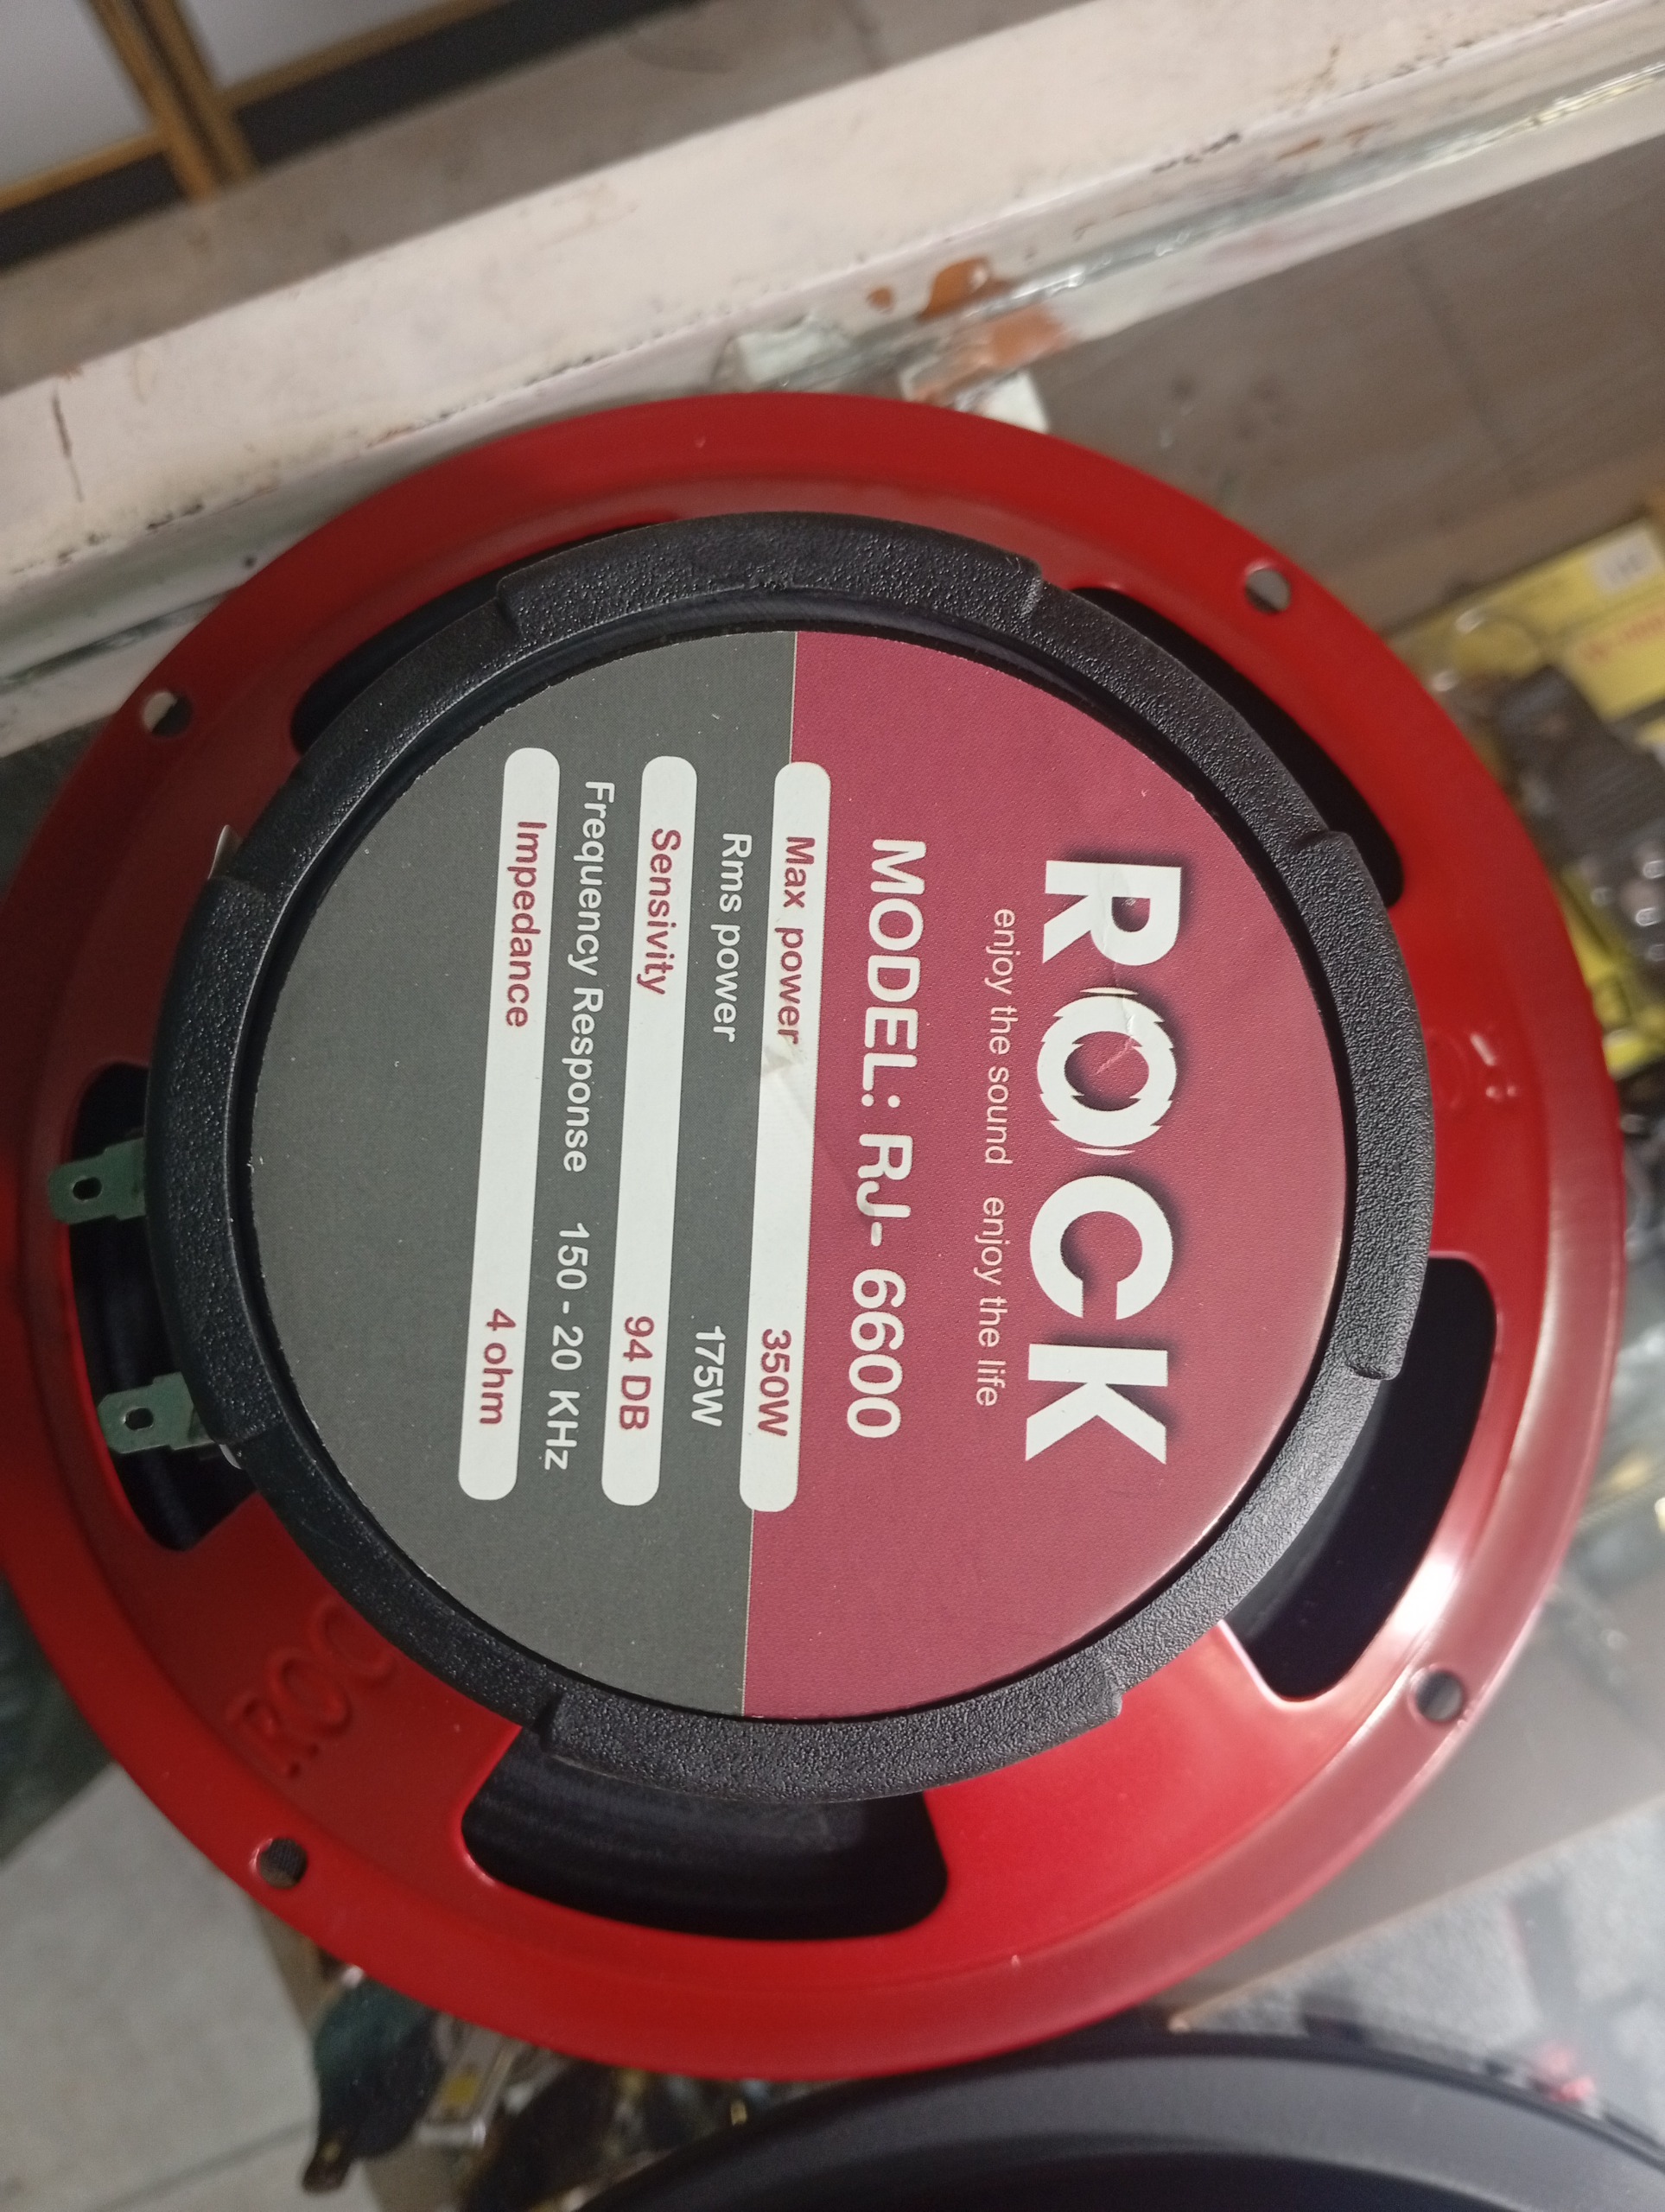 ROCK
enjoy the sound enjoy the life
MODEL: RJ- 6600
Max power 350W
Rms power 175W
Sensivity 94 DB
Frequency Response 150 - 20 KHz
Impedance 4 ohm
ROC